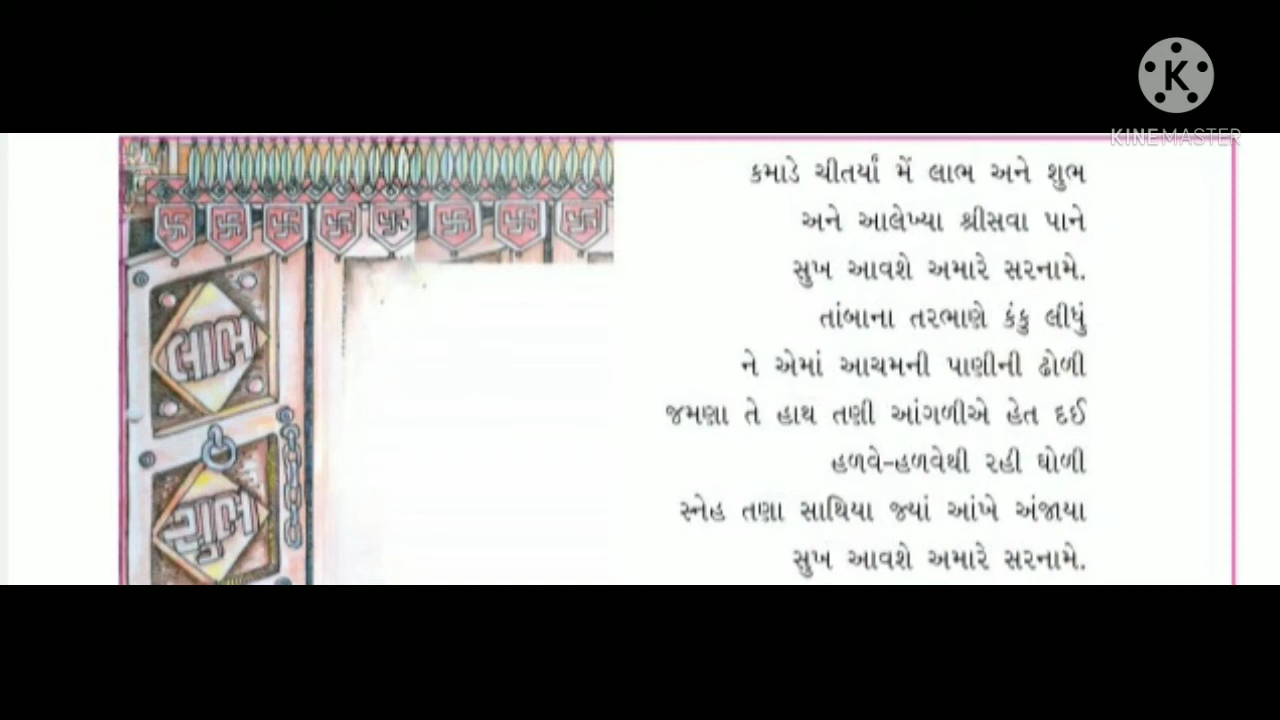 K
KINEMASTER
કમાડે ચીતર્યાં મેં લાભ અને શુભ
અને આલેખ્યા શ્રીસવા પાને
સુખ આવશે અમારે સરનામે.
તાંબાના તરભાણે કંકુ લીધું
ને એમાં આચમની પાણીની ઢોળી
જમણા તે હાથ તણી આંગળીએ હેત દઈ
હળવે-હળવેથી રહી ઘોળી
સ્નેહ તણા સાથિયા જ્યાં આંખે અંજાયા
સુખ આવશે અમારે સરનામે.
લાભ
શુભ